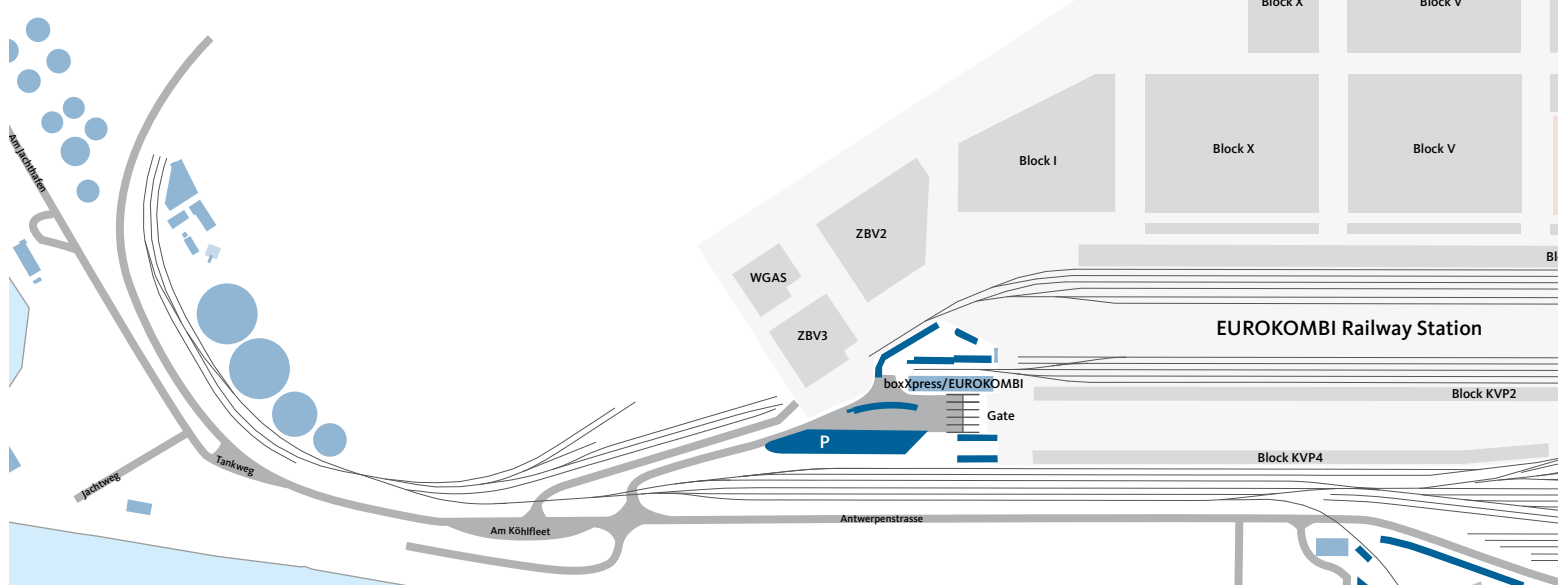 Block X
Block V
Am Jachthafen
Block I
Block X
Block V
ZBV2
Bl
WGAS
ZBV3
EUROKOMBI Railway Station
boxXpress/EUROKOMBI
Block KVP2
Gate
P
Block KVP4
Tankweg
Jachtweg
Antwerpenstrasse
Am Köhlfleet